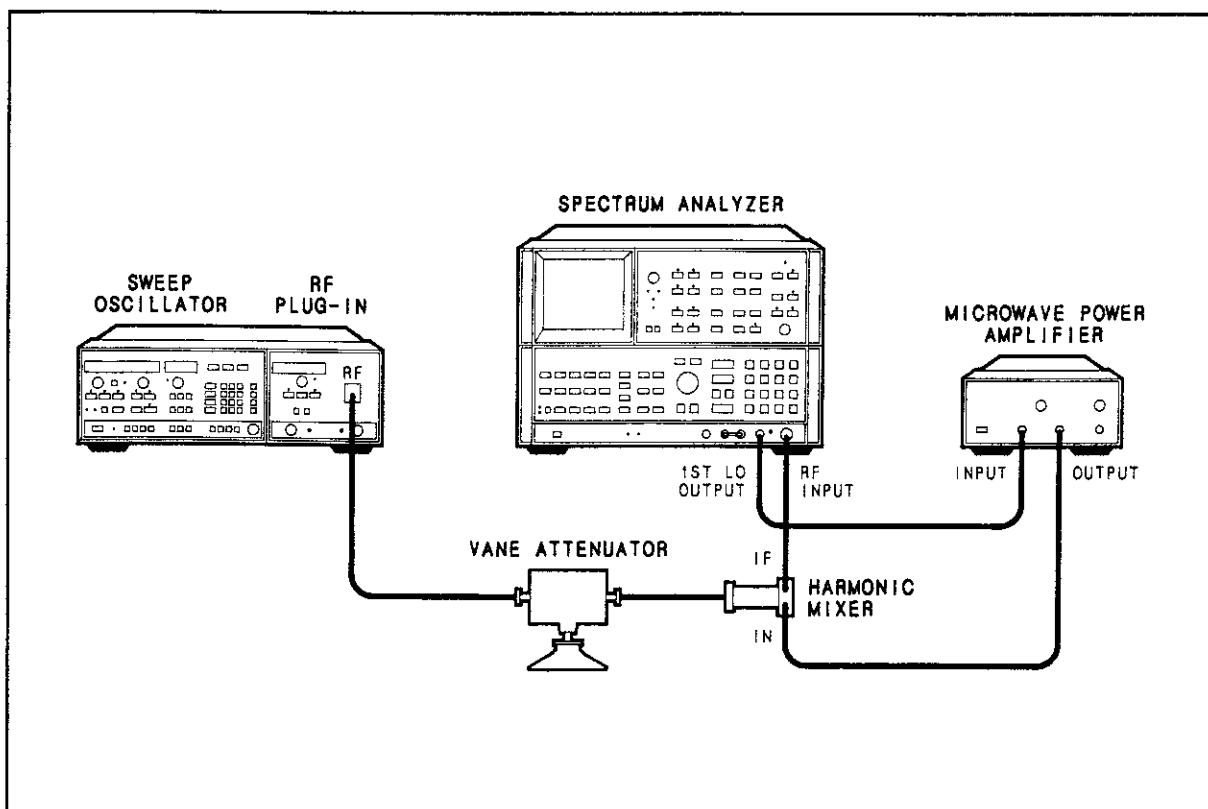 SPECTRUM ANALYZER
SWEEP
OSCILLATOR
RF
PLUG-IN
MICROWAVE POWER
AMPLIFIER
RF
1ST LO
OUTPUT
RF
INPUT
INPUT
OUTPUT
VANE ATTENUATOR
IF
HARMONIC
MIXER
IN